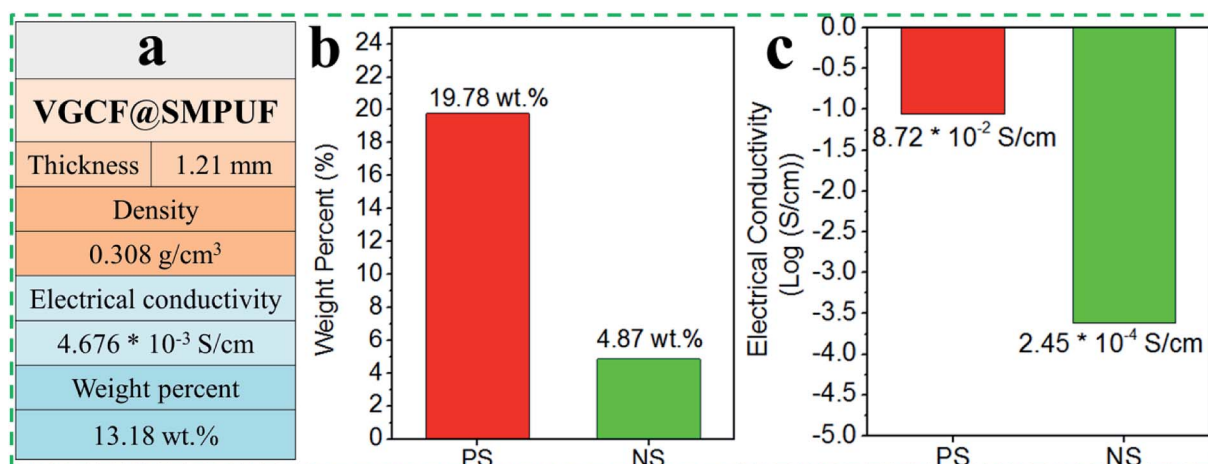 a
VGCF@SMPUF
Thickness 1.21 mm
Density
0.308 g/cm³
Electrical conductivity
4.676 * 10⁻³ S/cm
Weight percent
13.18 wt.%
b
Weight Percent (%)
24
22
20
18
16
14
12
10
8
6
4
2
0
19.78 wt.%
4.87 wt.%
PS NS
c
Electrical Conductivity
(Log (S/cm))
0.0
-0.5
-1.0
-1.5
-2.0
-2.5
-3.0
-3.5
-4.0
-4.5
-5.0
8.72 * 10⁻² S/cm
2.45 * 10⁻⁴ S/cm
PS NS